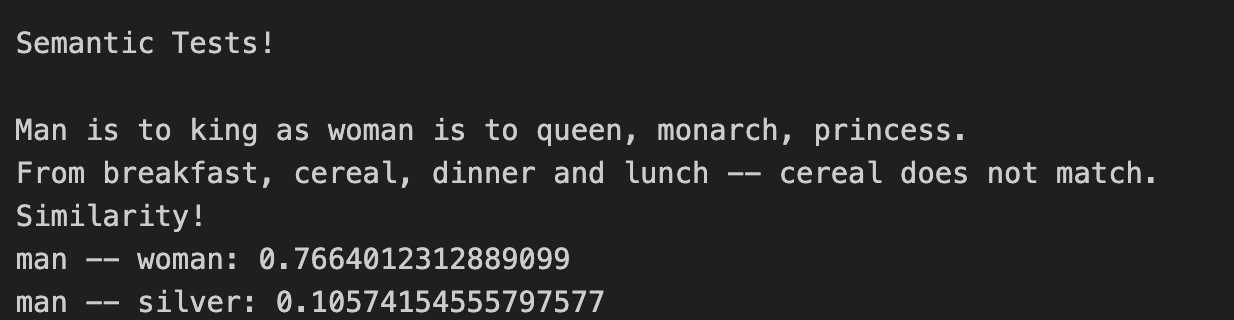 Semantic Tests!
Man is to king as woman is to queen, monarch, princess.
From breakfast, cereal, dinner and lunch -- cereal does not match.
Similarity!
man -- woman: 0.7664012312889099
man -- silver: 0.10574154555797577